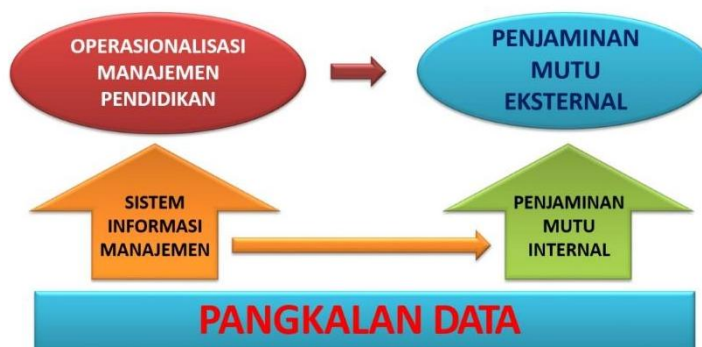 OPERASIONALISASI
MANAJEMEN
PENDIDIKAN
PENJAMINAN
MUTU
EKSTERNAL
SISTEM
INFORMASI
MANAJEMEN
PENJAMINAN
MUTU
INTERNAL
PANGKALAN DATA